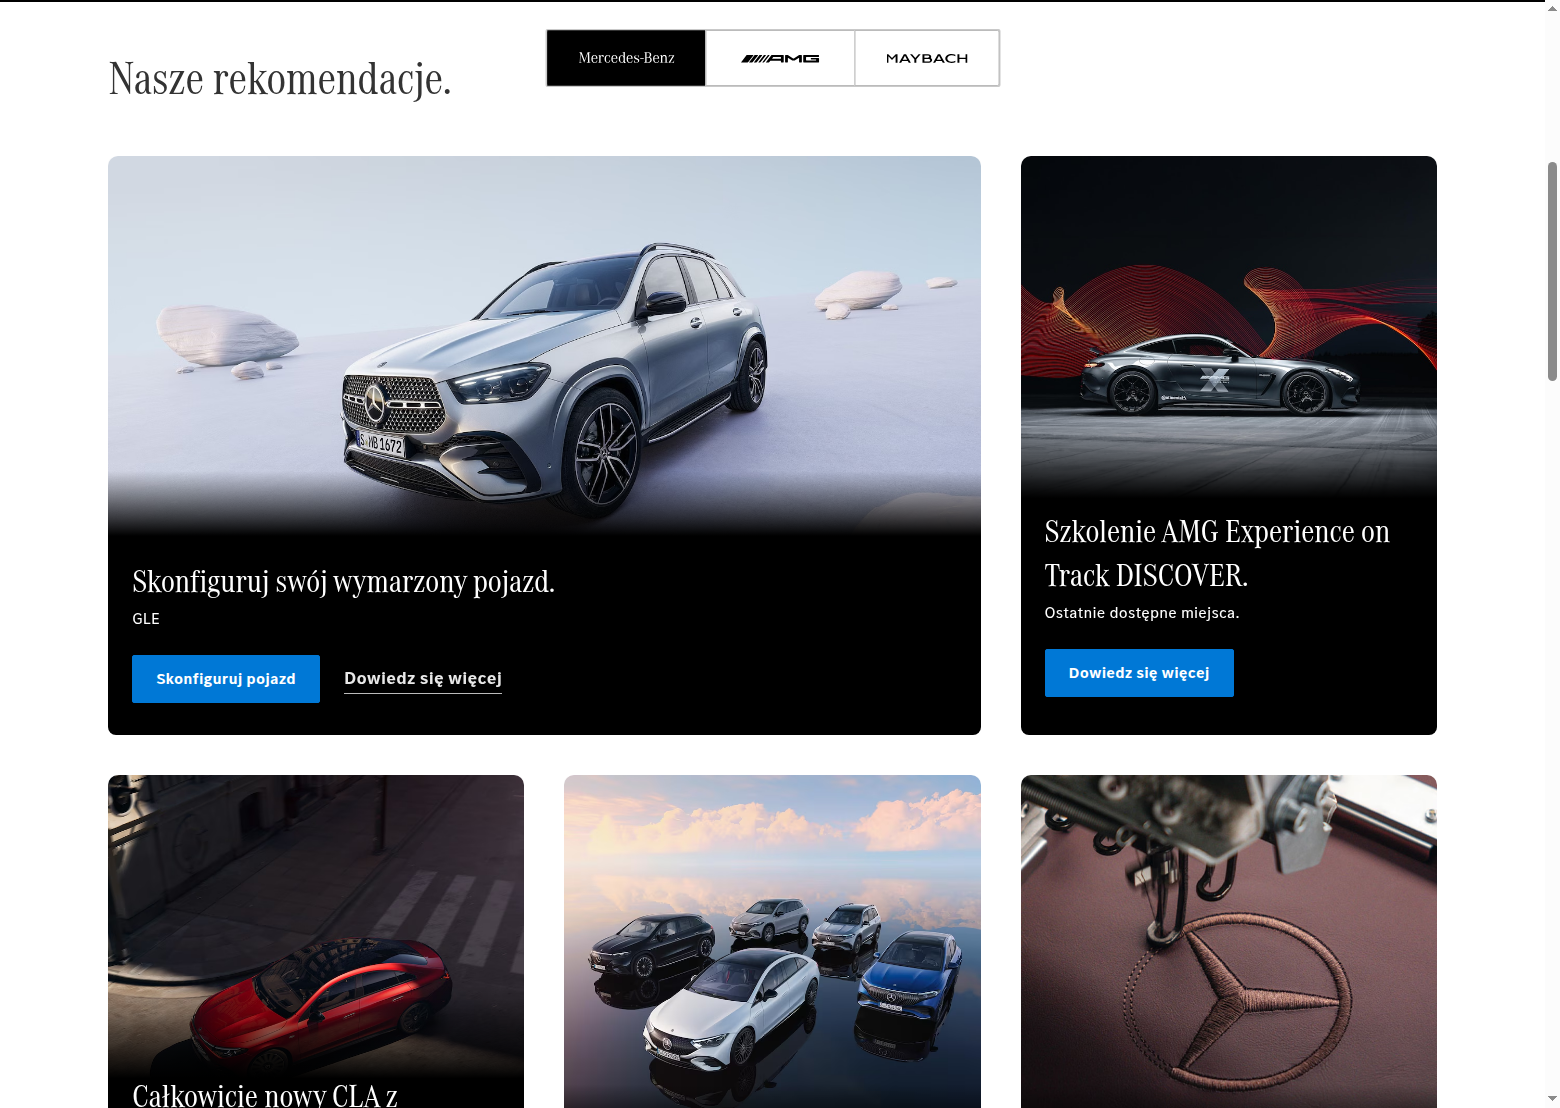 Nasze rekomendacje.
Mercedes-Benz
AMG
MAYBACH
S MB 1672
Skonfiguruj swój wymarzony pojazd.
GLE
Skonfiguruj pojazd
Dowiedz się więcej
AMG
Szkolenie AMG Experience on
Track DISCOVER.
Ostatnie dostępne miejsca.
Dowiedz się więcej
Całkowicie nowy CLA z